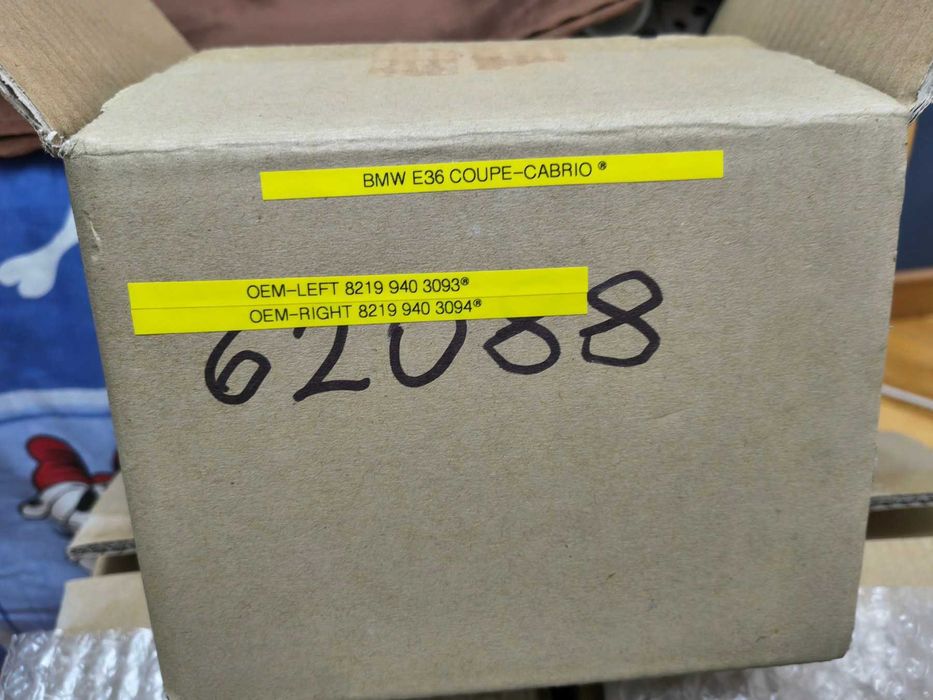 BMW E36 COUPE-CABRIO ®
OEM-LEFT 8219 940 3093®
OEM-RIGHT 8219 940 3094®
62088